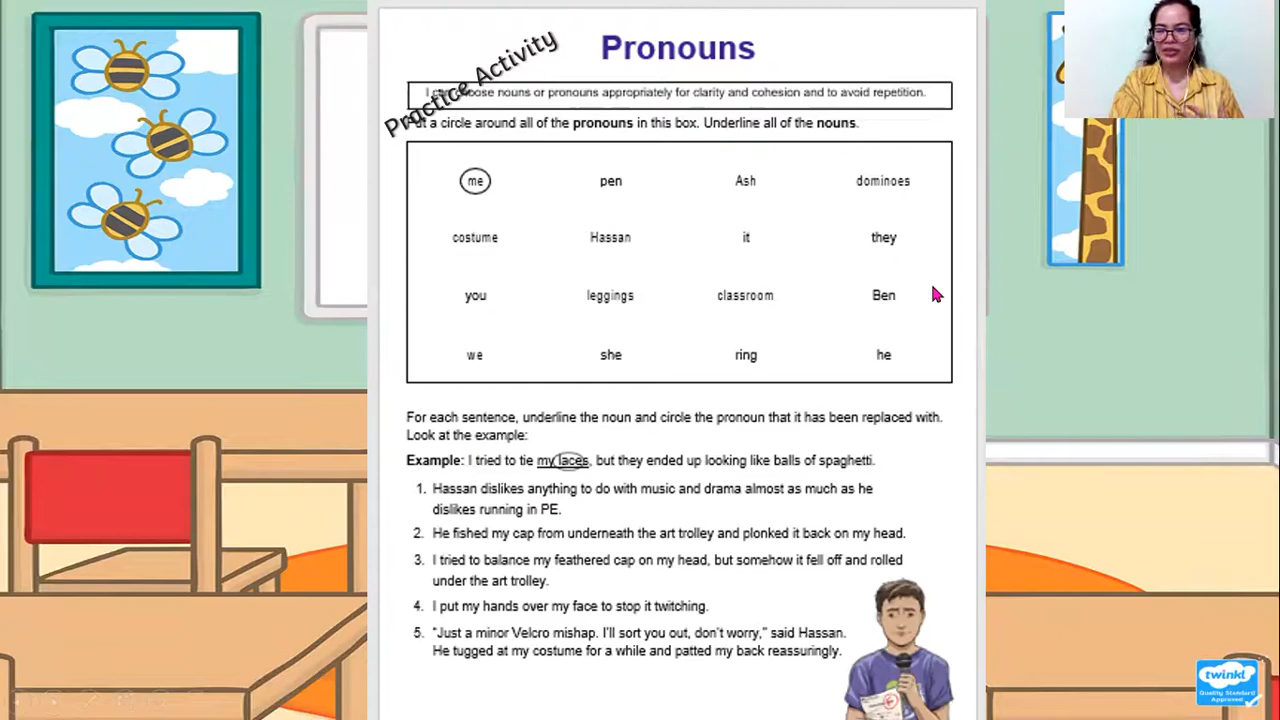 Practice Activity
Pronouns
I can choose nouns or pronouns appropriately for clarity and cohesion and to avoid repetition.
a circle around all of the pronouns in this box. Underline all of the nouns.
me pen Ash dominoes
costume Hassan it they
you leggings classroom Ben
we she ring he
For each sentence, underline the noun and circle the pronoun that it has been replaced with.
Look at the example:
Example: I tried to tie my laces, but they ended up looking like balls of spaghetti.
1. Hassan dislikes anything to do with music and drama almost as much as he
dislikes running in PE.
2. He fished my cap from underneath the art trolley and plonked it back on my head.
3. I tried to balance my feathered cap on my head, but somehow it fell off and rolled
under the art trolley.
4. I put my hands over my face to stop it twitching.
5. “Just a minor Velcro mishap. I’ll sort you out, don’t worry,” said Hassan.
He tugged at my costume for a while and patted my back reassuringly.
twinkl
Quality Standard
Approved